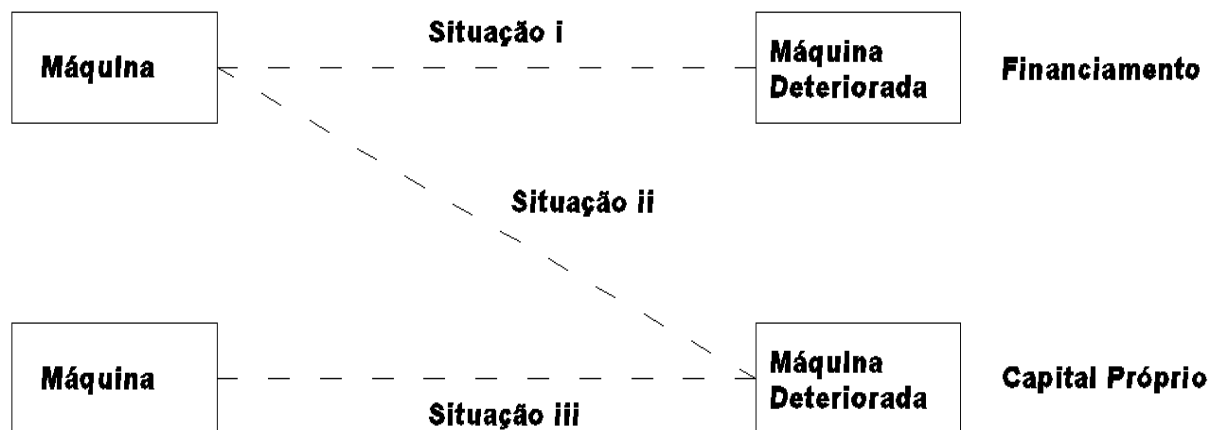 Situação i
Máquina
Máquina
Deteriorada
Financiamento
Situação ii
Máquina
Máquina
Deteriorada
Capital Próprio
Situação iii